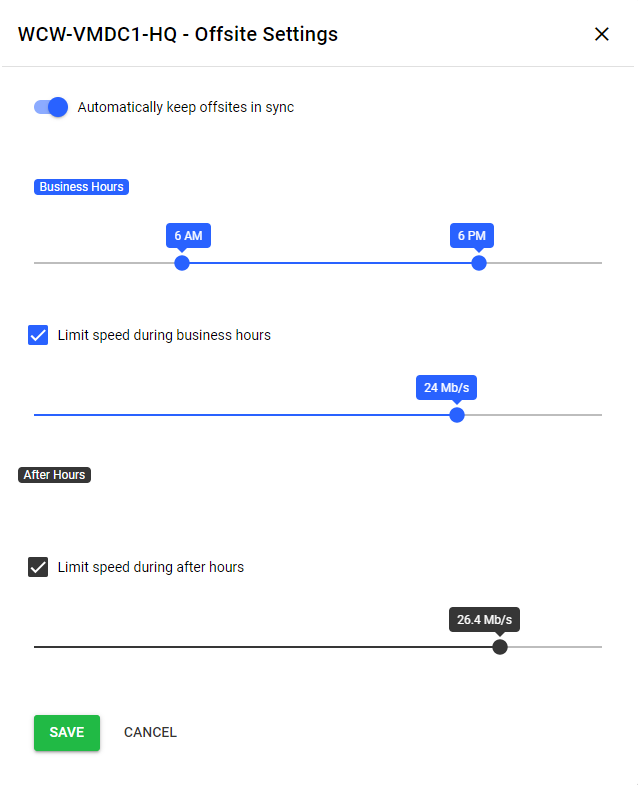 WCW-VMDC1-HQ - Offsite Settings
Automatically keep offsites in sync
Business Hours
6 AM
6 PM
Limit speed during business hours
24 Mb/s
After Hours
Limit speed during after hours
26.4 Mb/s
SAVE
CANCEL